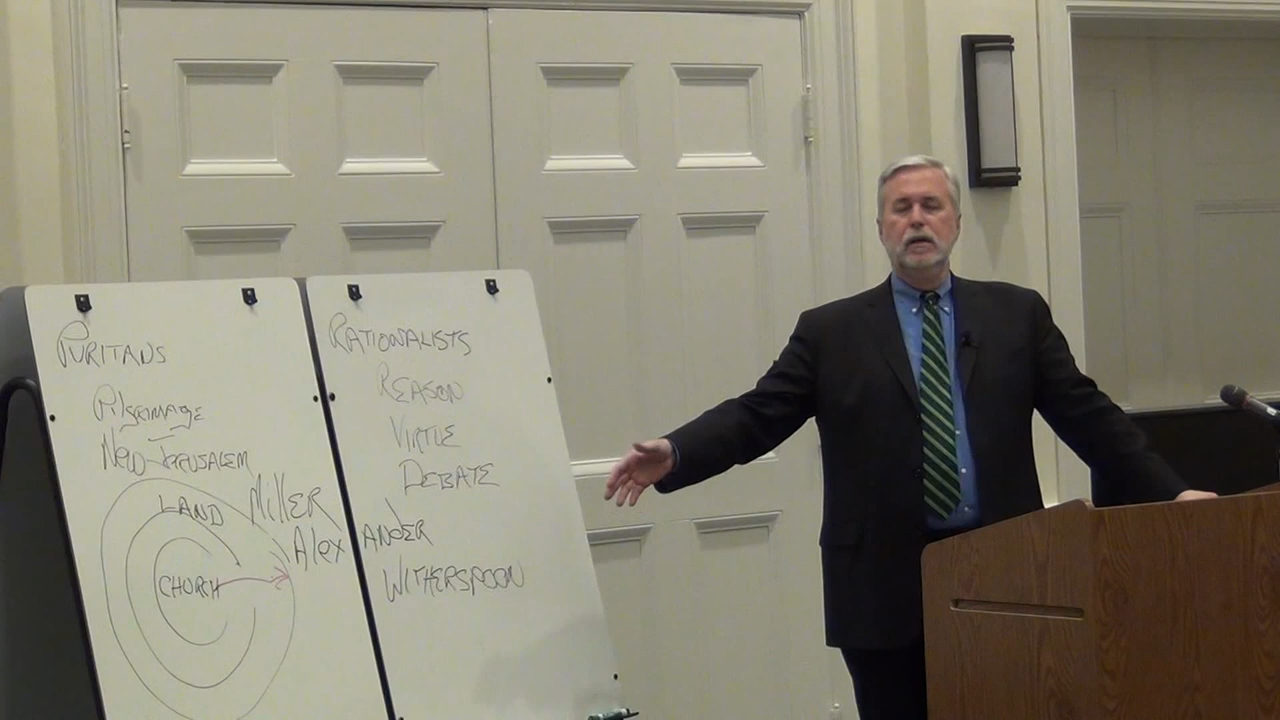 PURITANS
PilGRIMAGE
NEW JERUSALEM
LAND
MillER
Alex ANDER
CHURCH
RATIONALISTS
REASON
VIRTUE
DEBATE
WITHERSPOON